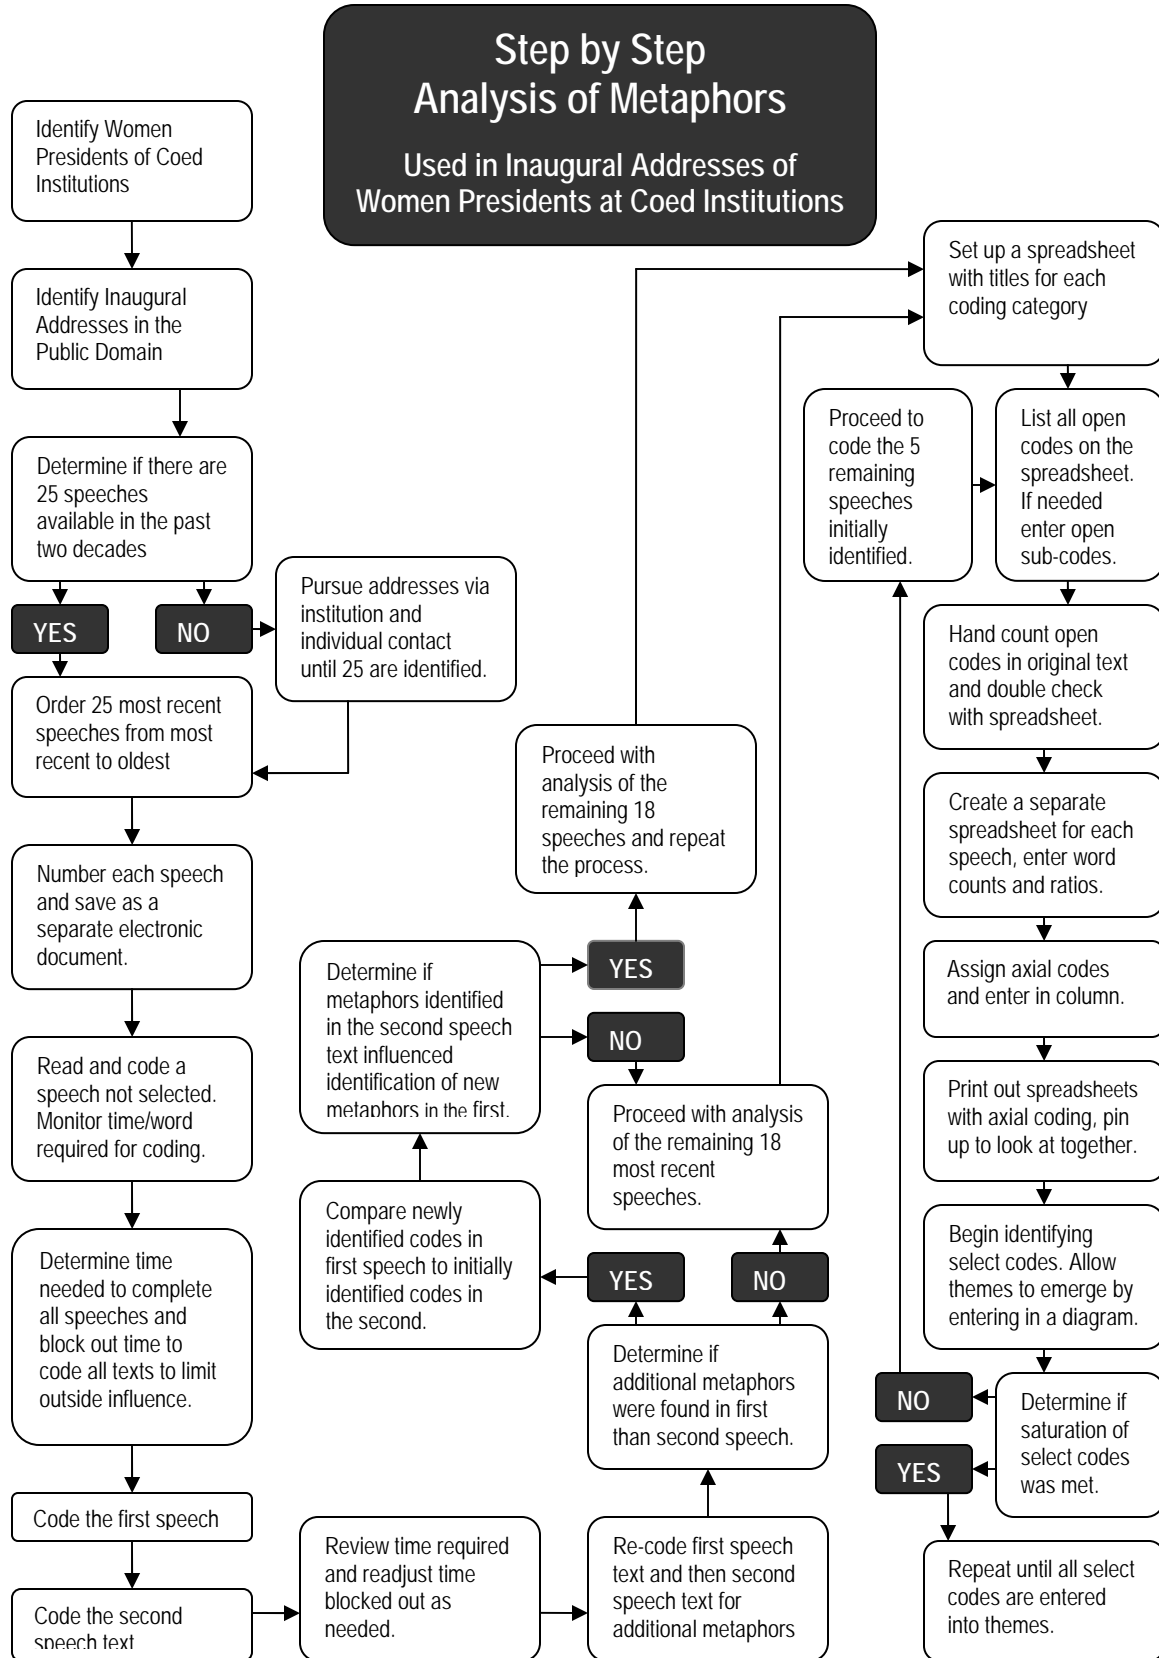 Step by Step
Analysis of Metaphors
Used in Inaugural Addresses of
Women Presidents at Coed Institutions
Identify Women
Presidents of Coed
Institutions
Identify Inaugural
Addresses in the
Public Domain
Determine if there are
25 speeches
available in the past
two decades
YES
NO
Pursue addresses via
institution and
individual contact
until 25 are identified.
Order 25 most recent
speeches from most
recent to oldest
Number each speech
and save as a
separate electronic
document.
Read and code a
speech not selected.
Monitor time/word
required for coding.
Determine time
needed to complete
all speeches and
block out time to
code all texts to limit
outside influence.
Code the first speech
Code the second
speech text
Review time required
and readjust time
blocked out as
needed.
Re-code first speech
text and then second
speech text for
additional metaphors
Determine if
additional metaphors
were found in first
than second speech.
YES
NO
Compare newly
identified codes in
first speech to initially
identified codes in
the second.
Determine if
metaphors identified
in the second speech
text influenced
identification of new
metaphors in the first.
YES
NO
Proceed with
analysis of the
remaining 18
speeches and repeat
the process.
Proceed with analysis
of the remaining 18
most recent
speeches.
Set up a spreadsheet
with titles for each
coding category
Proceed to
code the 5
remaining
speeches
initially
identified.
List all open
codes on the
spreadsheet.
If needed
enter open
sub-codes.
Hand count open
codes in original text
and double check
with spreadsheet.
Create a separate
spreadsheet for each
speech, enter word
counts and ratios.
Assign axial codes
and enter in column.
Print out spreadsheets
with axial coding, pin
up to look at together.
Begin identifying
select codes. Allow
themes to emerge by
entering in a diagram.
Determine if
saturation of
select codes
was met.
NO
YES
Repeat until all select
codes are entered
into themes.